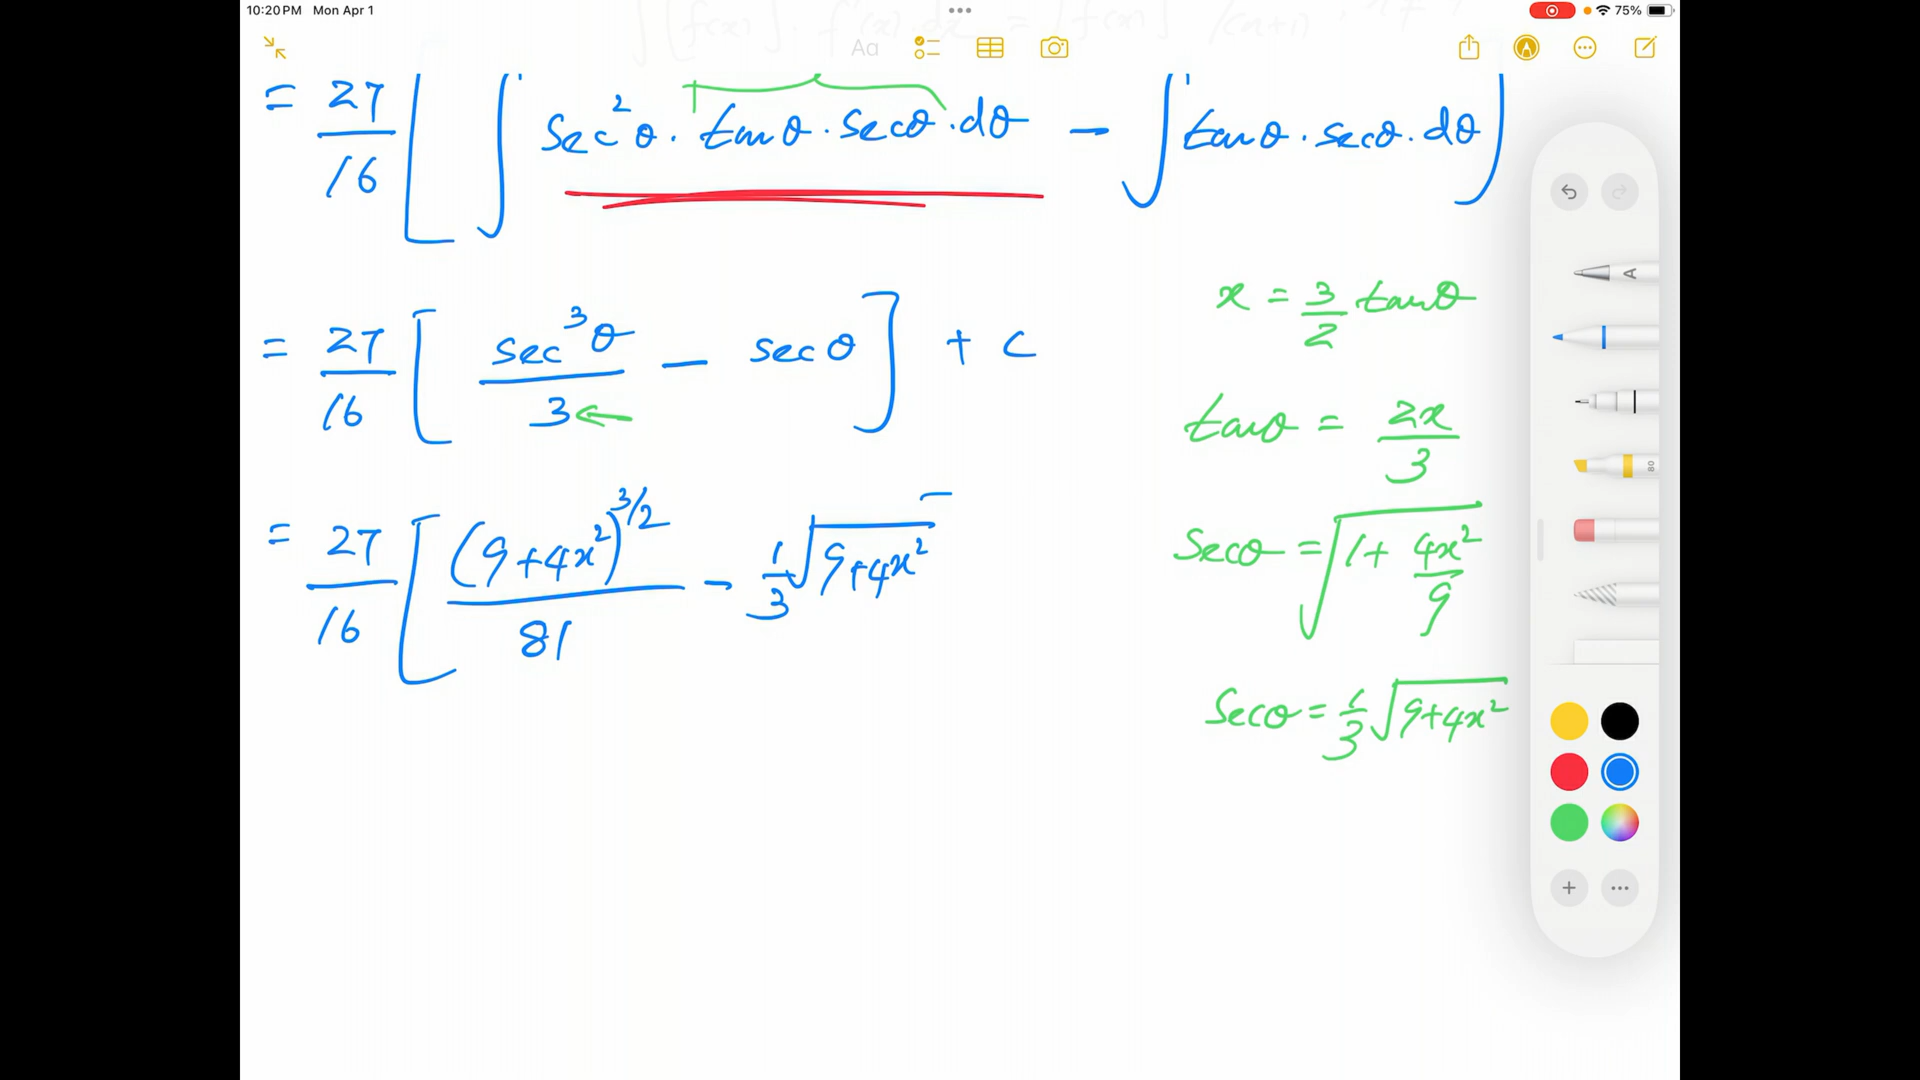 10:20 PM Mon Apr 1
75%
Aa
= 27/16 [ ∫ sec²θ · tanθ · secθ · dθ − ∫ tanθ · secθ · dθ ]
= 27/16 [ sec³θ/3 − secθ ] + c
= 27/16 [ (9+4x²)^3/2 / 81 − 1/3 √9+4x²
x = 3/2 tanθ
tanθ = 2x/3
secθ = √1 + 4x²/9
secθ = 1/3 √9+4x²
A
80